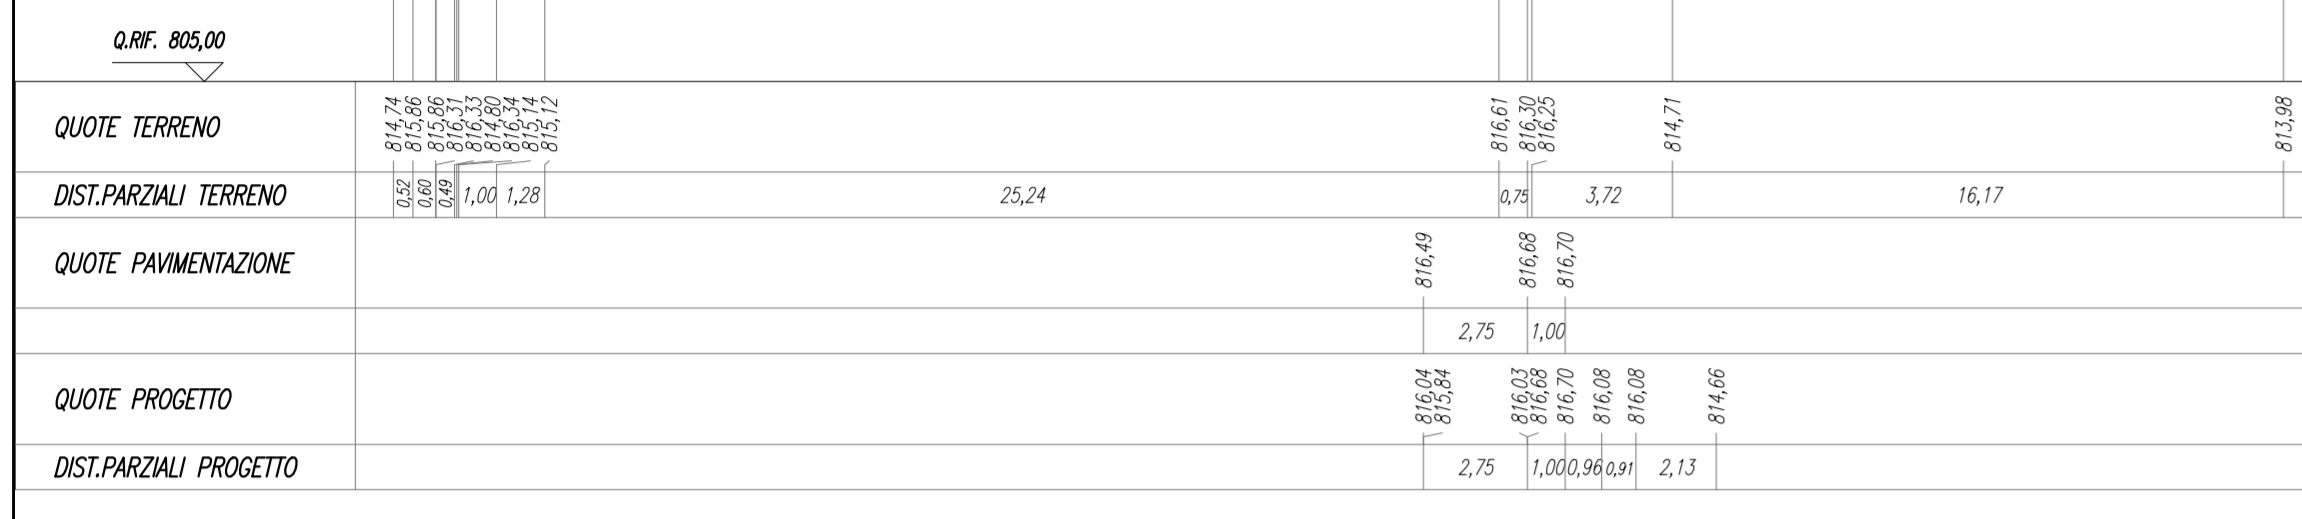 Q.RIF. 805,00
QUOTE TERRENO 814,74 815,86 815,86 816,31 816,33 814,80 816,34 815,14 815,12 816,61 816,30 816,25 814,71 813,98
DIST.PARZIALI TERRENO 0,52 0,60 0,49 1,00 1,28 25,24 0,75 3,72 16,17
QUOTE PAVIMENTAZIONE 816,49 816,68 816,70
2,75 1,00
QUOTE PROGETTO 816,04 815,84 816,03 816,68 816,70 816,08 816,08 814,66
DIST.PARZIALI PROGETTO 2,75 1,00 0,96 0,91 2,13